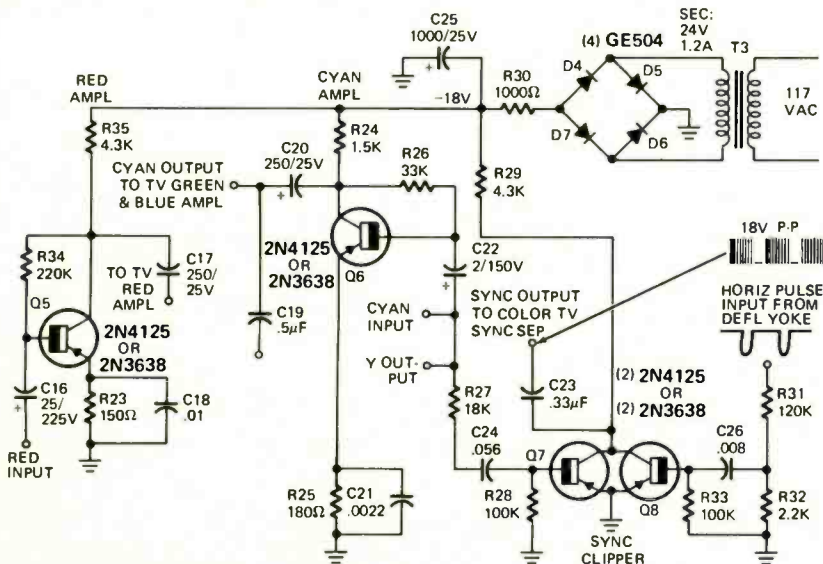 C25
1000/25V
+
(4) GE504
SEC:
24V
1.2A
T3
R30
1000Ω
D4
D5
D7
D6
117
VAC
RED
AMPL
CYAN
AMPL
-18V
R35
4.3K
R24
1.5K
C20
250/25V
+
R26
33K
R29
4.3K
CYAN OUTPUT
TO TV GREEN
& BLUE AMPL
R34
220K
C17
250/
25V
TO TV
RED
AMPL
2N4125
OR
2N3638
Q6
C22
2/150V
+
18V P-P
Q5
2N4125
OR
2N3638
C19
.5µF
CYAN
INPUT
SYNC OUTPUT
TO COLOR TV
SYNC SEP
HORIZ PULSE
INPUT FROM
DEFL YOKE
Y OUT-
PUT
C16
25/
225V
+
R23
150Ω
C18
.01
R27
18K
C23
.33µF
(2) 2N4125
OR
(2) 2N3638
R31
120K
RED
INPUT
C24
.056
Q7
C26
.008
R25
180Ω
C21
.0022
R28
100K
Q8
R33
100K
R32
2.2K
SYNC
CLIPPER